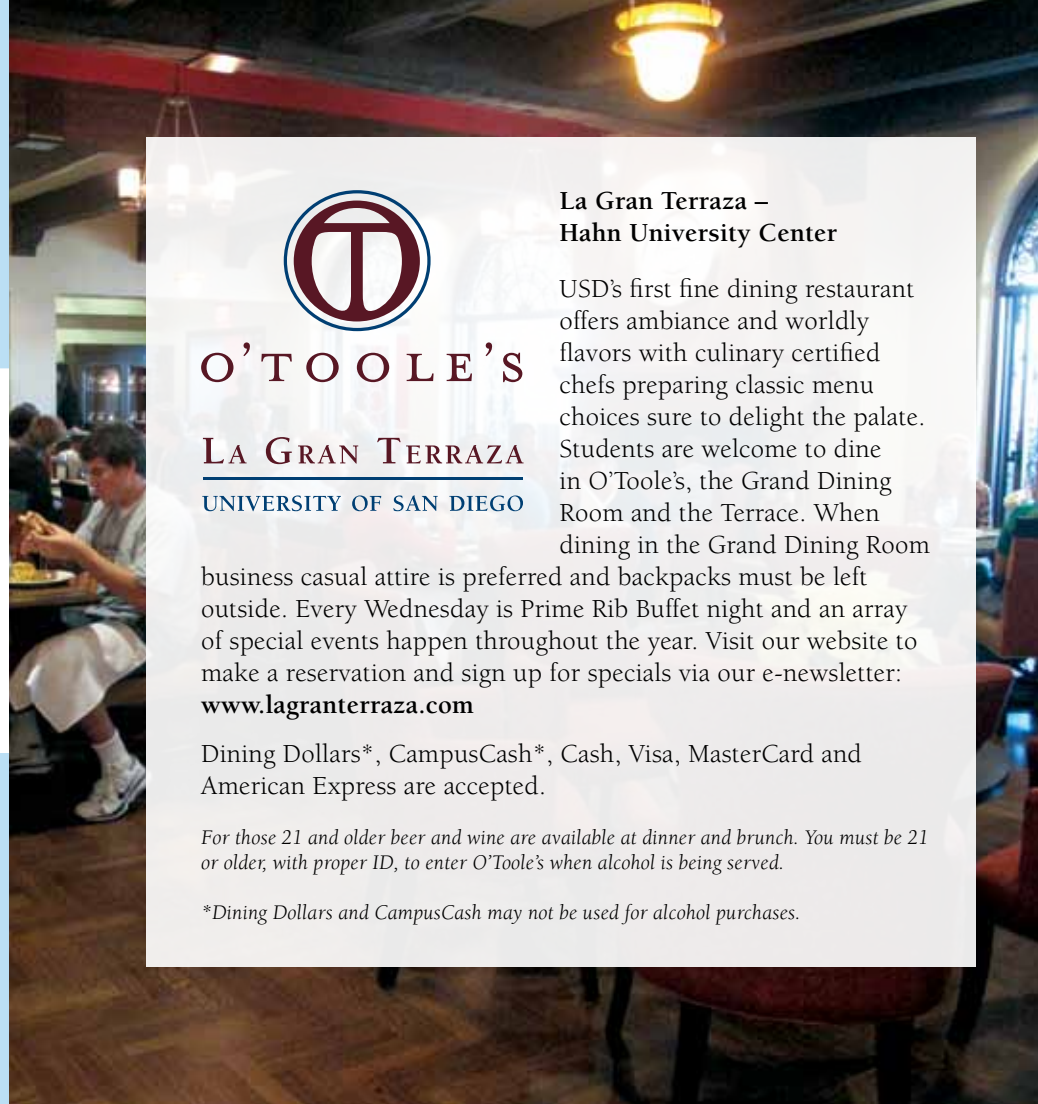 O'TOOLE'S
LA GRAN TERRAZA
UNIVERSITY OF SAN DIEGO
La Gran Terraza –
Hahn University Center
USD's first fine dining restaurant
offers ambiance and worldly
flavors with culinary certified
chefs preparing classic menu
choices sure to delight the palate.
Students are welcome to dine
in O'Toole's, the Grand Dining
Room and the Terrace. When
dining in the Grand Dining Room
business casual attire is preferred and backpacks must be left
outside. Every Wednesday is Prime Rib Buffet night and an array
of special events happen throughout the year. Visit our website to
make a reservation and sign up for specials via our e-newsletter:
www.lagranterraza.com
Dining Dollars*, CampusCash*, Cash, Visa, MasterCard and
American Express are accepted.
For those 21 and older beer and wine are available at dinner and brunch. You must be 21
or older, with proper ID, to enter O'Toole's when alcohol is being served.
*Dining Dollars and CampusCash may not be used for alcohol purchases.